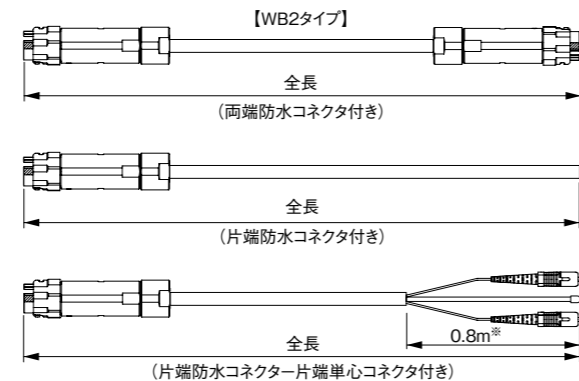 【WB2タイプ】
全長
(両端防水コネクタ付き)
全長
(片端防水コネクタ付き)
0.8m※
全長
(片端防水コネクター片端単心コネクタ付き)